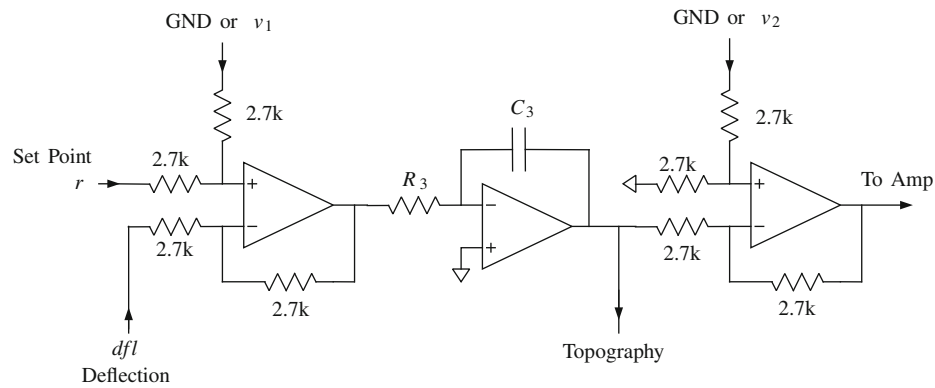 GND or v1
GND or v2
2.7k
2.7k
C3
Set Point
r
2.7k
R3
2.7k
To Amp
+
−
−
+
+
−
2.7k
2.7k
2.7k
2.7k
dfl
Deflection
Topography